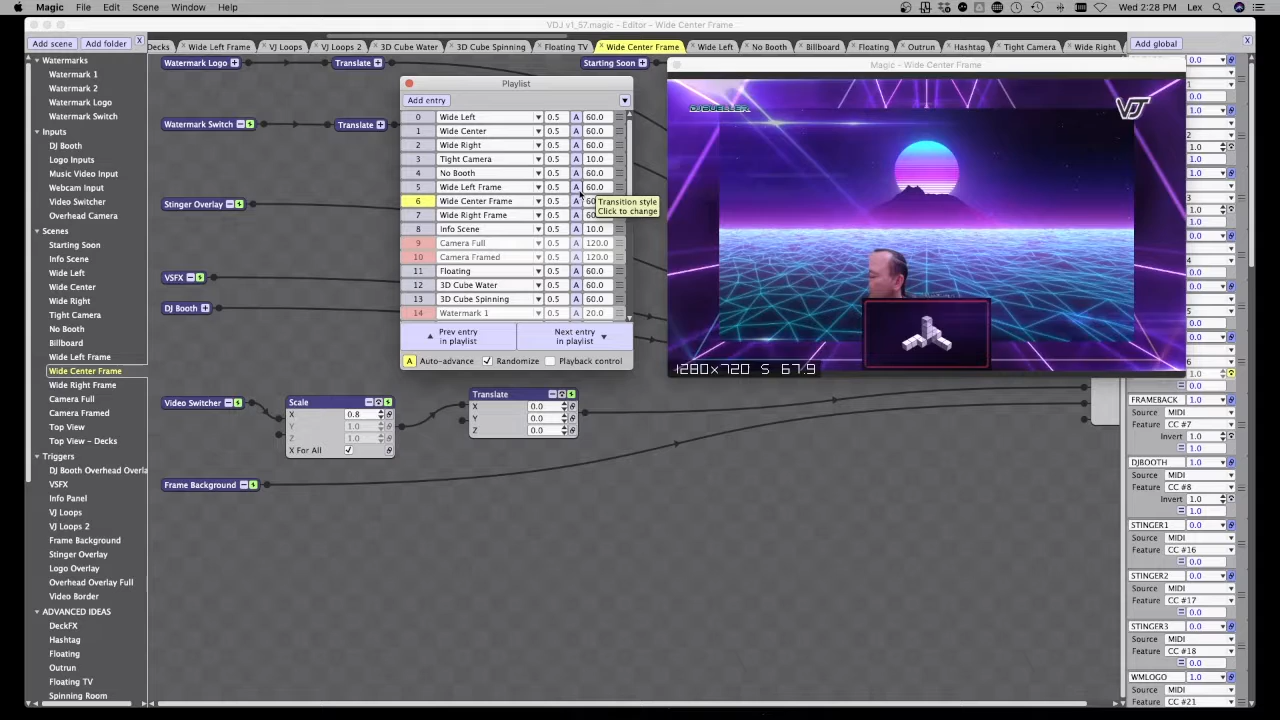 Magic File Edit Scene Window Help Wed 2:28 PM Lex
VDJ v1_57.magic - Editor - Wide Center Frame
Add scene Add folder
Decks Wide Left Frame VJ Loops VJ Loops 2 3D Cube Water 3D Cube Spinning Floating TV Wide Center Frame Wide Left No Booth Billboard Floating Outrun Hashtag Tight Camera Wide Right
Add global
Watermarks
Watermark 1
Watermark 2
Watermark Logo
Watermark Switch
Inputs
DJ Booth
Logo Inputs
Music Video Input
Webcam Input
Video Switcher
Overhead Camera
Scenes
Starting Soon
Info Scene
Wide Left
Wide Center
Wide Right
Tight Camera
No Booth
Billboard
Wide Left Frame
Wide Center Frame
Wide Right Frame
Camera Full
Camera Framed
Top View
Top View - Decks
Triggers
DJ Booth Overhead Overla
VSFX
Info Panel
VJ Loops
VJ Loops 2
Frame Background
Stinger Overlay
Logo Overlay
Overhead Overlay Full
Video Border
ADVANCED IDEAS
DeckFX
Hashtag
Floating
Outrun
Floating TV
Spinning Room
Watermark Logo Translate Starting Soon
Watermark Switch Translate
Stinger Overlay
VSFX
DJ Booth
Video Switcher
Scale
X 0.8
Y 1.0
Z 1.0
X For All
Translate
X 0.0
Y 0.0
Z 0.0
Frame Background
Playlist
Add entry
0 Wide Left 0.5 A 60.0
1 Wide Center 0.5 A 60.0
2 Wide Right 0.5 A 60.0
3 Tight Camera 0.5 A 10.0
4 No Booth 0.5 A 60.0
5 Wide Left Frame 0.5 A 60.0
6 Wide Center Frame 0.5 A
7 Wide Right Frame 0.5 A
8 Info Scene 0.5 A 10.0
9 Camera Full 0.5 A 120.0
10 Camera Framed 0.5 A 120.0
11 Floating 0.5 A 60.0
12 3D Cube Water 0.5 A 60.0
13 3D Cube Spinning 0.5 A 60.0
14 Watermark 1 0.5 A 20.0
Transition style
Click to change
Prev entry
in playlist
Next entry
in playlist
A Auto-advance Randomize Playback control
Magic - Wide Center Frame
VDJ
1280x720 S 67.9
FRAMEBACK 1.0
Source MIDI
Feature CC #7
Invert 1.0
= 1.0
DJBOOTH 1.0
Source MIDI
Feature CC #8
Invert 1.0
= 1.0
STINGER1 0.0
Source MIDI
Feature CC #16
= 0.0
STINGER2 0.0
Source MIDI
Feature CC #17
= 0.0
STINGER3 0.0
Source MIDI
Feature CC #18
= 0.0
WMLOGO 1.0
Source MIDI
Feature CC #21